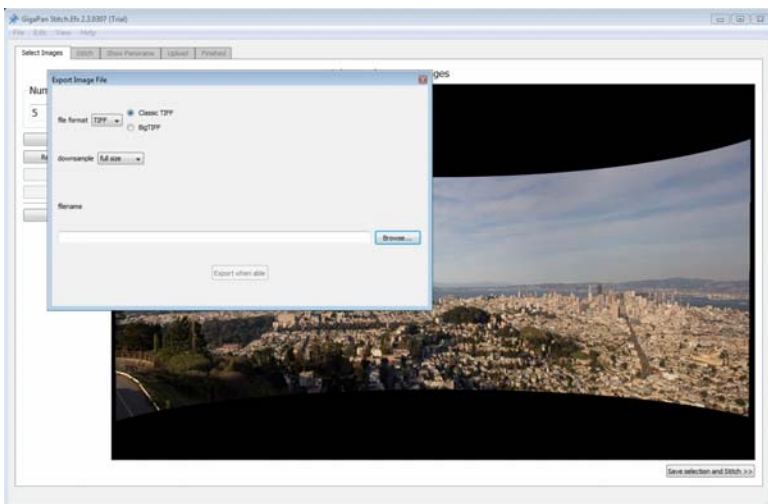 GigaPan Stitch.Efx 2.3.0307 (Trial)
File Edit View Help
Select Images Stitch Show Panorama Upload Finished
ges
Export Image File
Num
5
file format TIFF Classic TIFF
BigTIFF
Re
downsample full size
filename
Browse...
Export when able
Save selection and Stitch >>